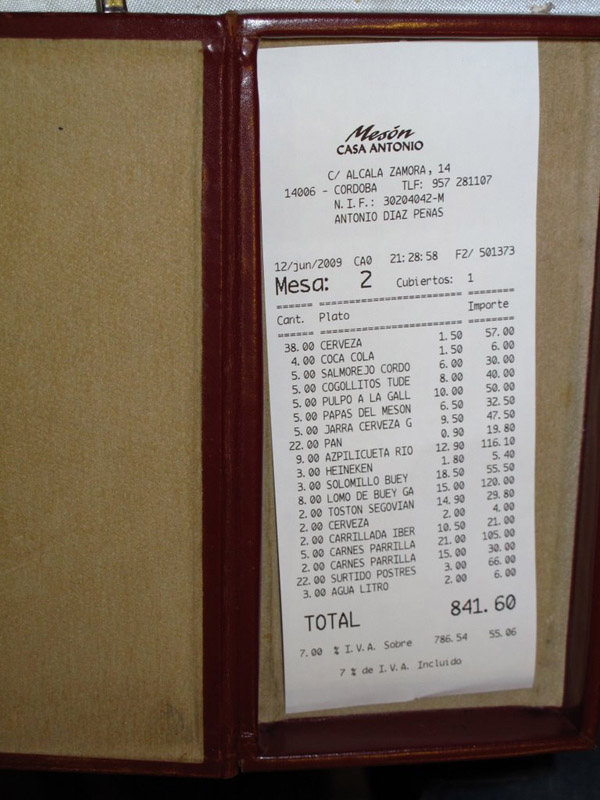 Mesón
CASA ANTONIO
C/ ALCALA ZAMORA, 14
14006 - CORDOBA TLF: 957 281107
N.I.F.: 30204042-M
ANTONIO DIAZ PEÑAS
12/jun/2009 CA0 21:28:58 F2/ 501373
Mesa: 2 Cubiertos: 1
Cant. Plato Importe
38.00 CERVEZA 1.50 57.00
4.00 COCA COLA 1.50 6.00
5.00 SALMOREJO CORDO 6.00 30.00
5.00 COGOLLITOS TUDE 8.00 40.00
5.00 PULPO A LA GALL 10.00 50.00
5.00 PAPAS DEL MESON 6.50 32.50
5.00 JARRA CERVEZA G 9.50 47.50
22.00 PAN 0.90 19.80
9.00 AZPILICUETA RIO 12.90 116.10
3.00 HEINEKEN 1.80 5.40
3.00 SOLOMILLO BUEY 18.50 55.50
8.00 LOMO DE BUEY GA 15.00 120.00
2.00 TOSTON SEGOVIAN 14.90 29.80
2.00 CERVEZA 2.00 4.00
2.00 CARRILLADA IBER 10.50 21.00
5.00 CARNES PARRILLA 21.00 105.00
2.00 CARNES PARRILLA 15.00 30.00
22.00 SURTIDO POSTRES 3.00 66.00
3.00 AGUA LITRO 2.00 6.00
TOTAL 841.60
7.00 % I.V.A. Sobre 786.54 55.06
7 % de I.V.A. Incluido